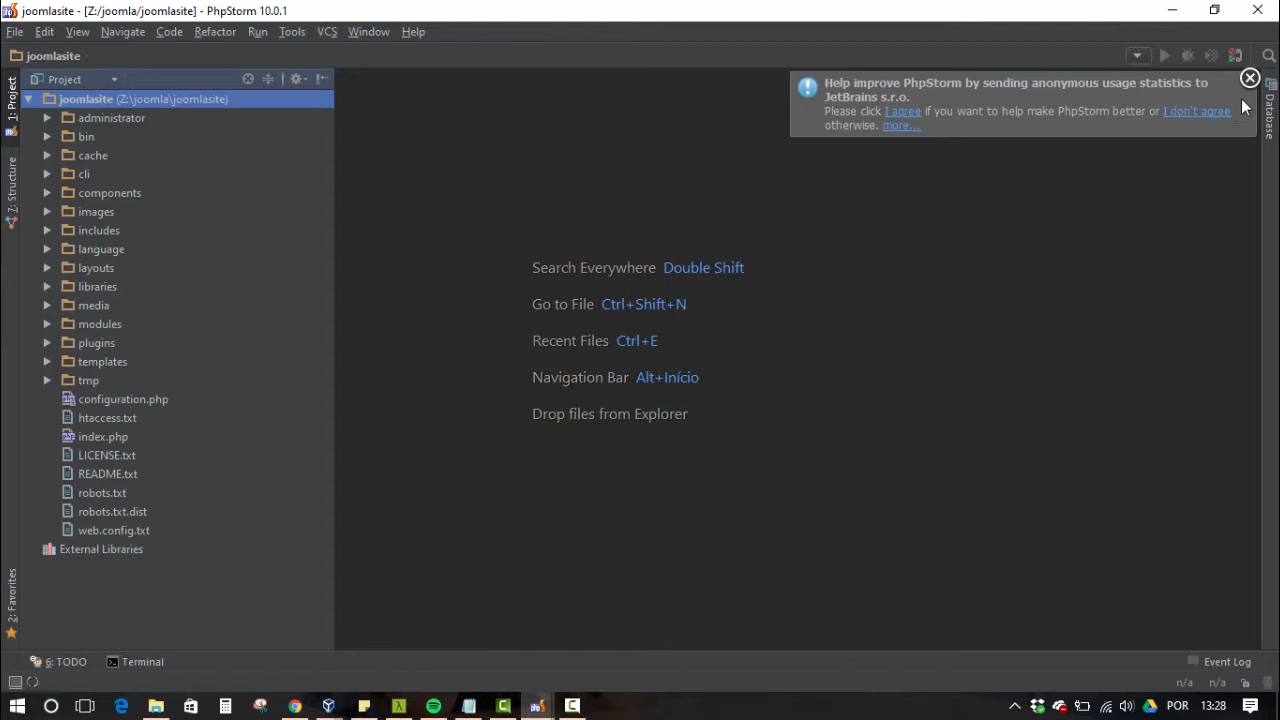 joomlasite - [Z:/joomla/joomlasite] - PhpStorm 10.0.1
File Edit View Navigate Code Refactor Run Tools VCS Window Help
joomlasite
Project
1: Project
7: Structure
2: Favorites
joomlasite (Z:\joomla\joomlasite)
administrator
bin
cache
cli
components
images
includes
language
layouts
libraries
media
modules
plugins
templates
tmp
configuration.php
htaccess.txt
index.php
LICENSE.txt
README.txt
robots.txt
robots.txt.dist
web.config.txt
External Libraries
Help improve PhpStorm by sending anonymous usage statistics to
JetBrains s.r.o.
Please click I agree if you want to help make PhpStorm better or I don't agree
otherwise. more...
Database
Search Everywhere Double Shift
Go to File Ctrl+Shift+N
Recent Files Ctrl+E
Navigation Bar Alt+Início
Drop files from Explorer
6: TODO Terminal
Event Log
n/a n/a
POR 13:28